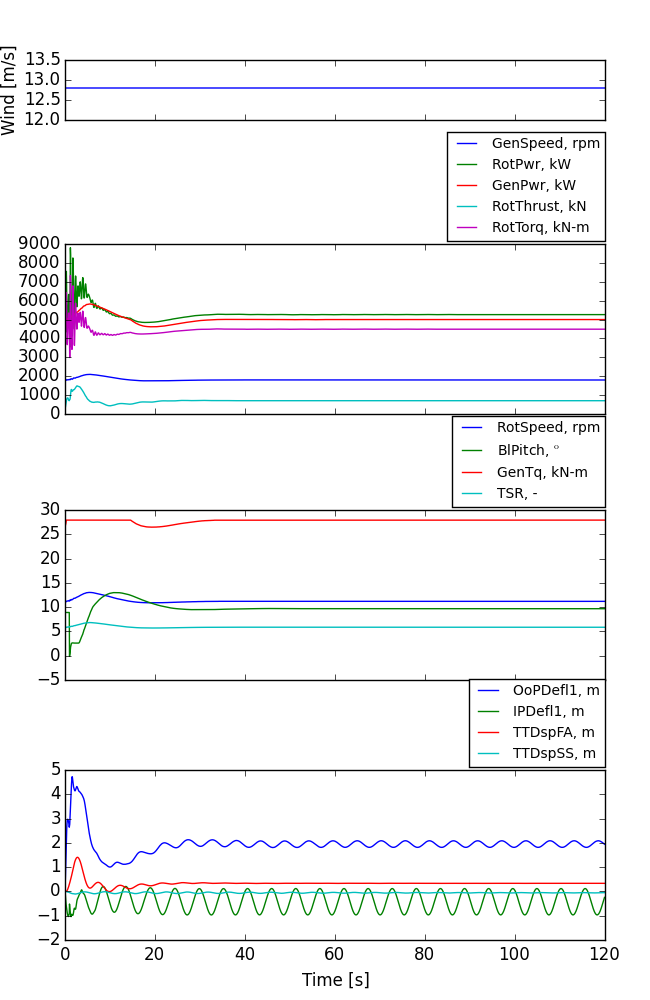 Wind [m/s]
13.5
13.0
12.5
12.0
GenSpeed, rpm
RotPwr, kW
GenPwr, kW
RotThrust, kN
RotTorq, kN-m
9000
8000
7000
6000
5000
4000
3000
2000
1000
0
RotSpeed, rpm
BlPitch, °
GenTq, kN-m
TSR, -
30
25
20
15
10
5
0
−5
OoPDefl1, m
IPDefl1, m
TTDspFA, m
TTDspSS, m
5
4
3
2
1
0
−1
−2
0 20 40 60 80 100 120
Time [s]